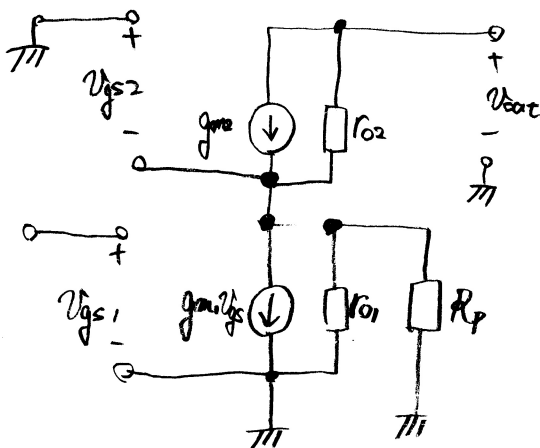 +
Vgs2
-
gm2
ro2
+
Vout
-
+
Vgs1
-
gm1Vgs
ro1
Rp